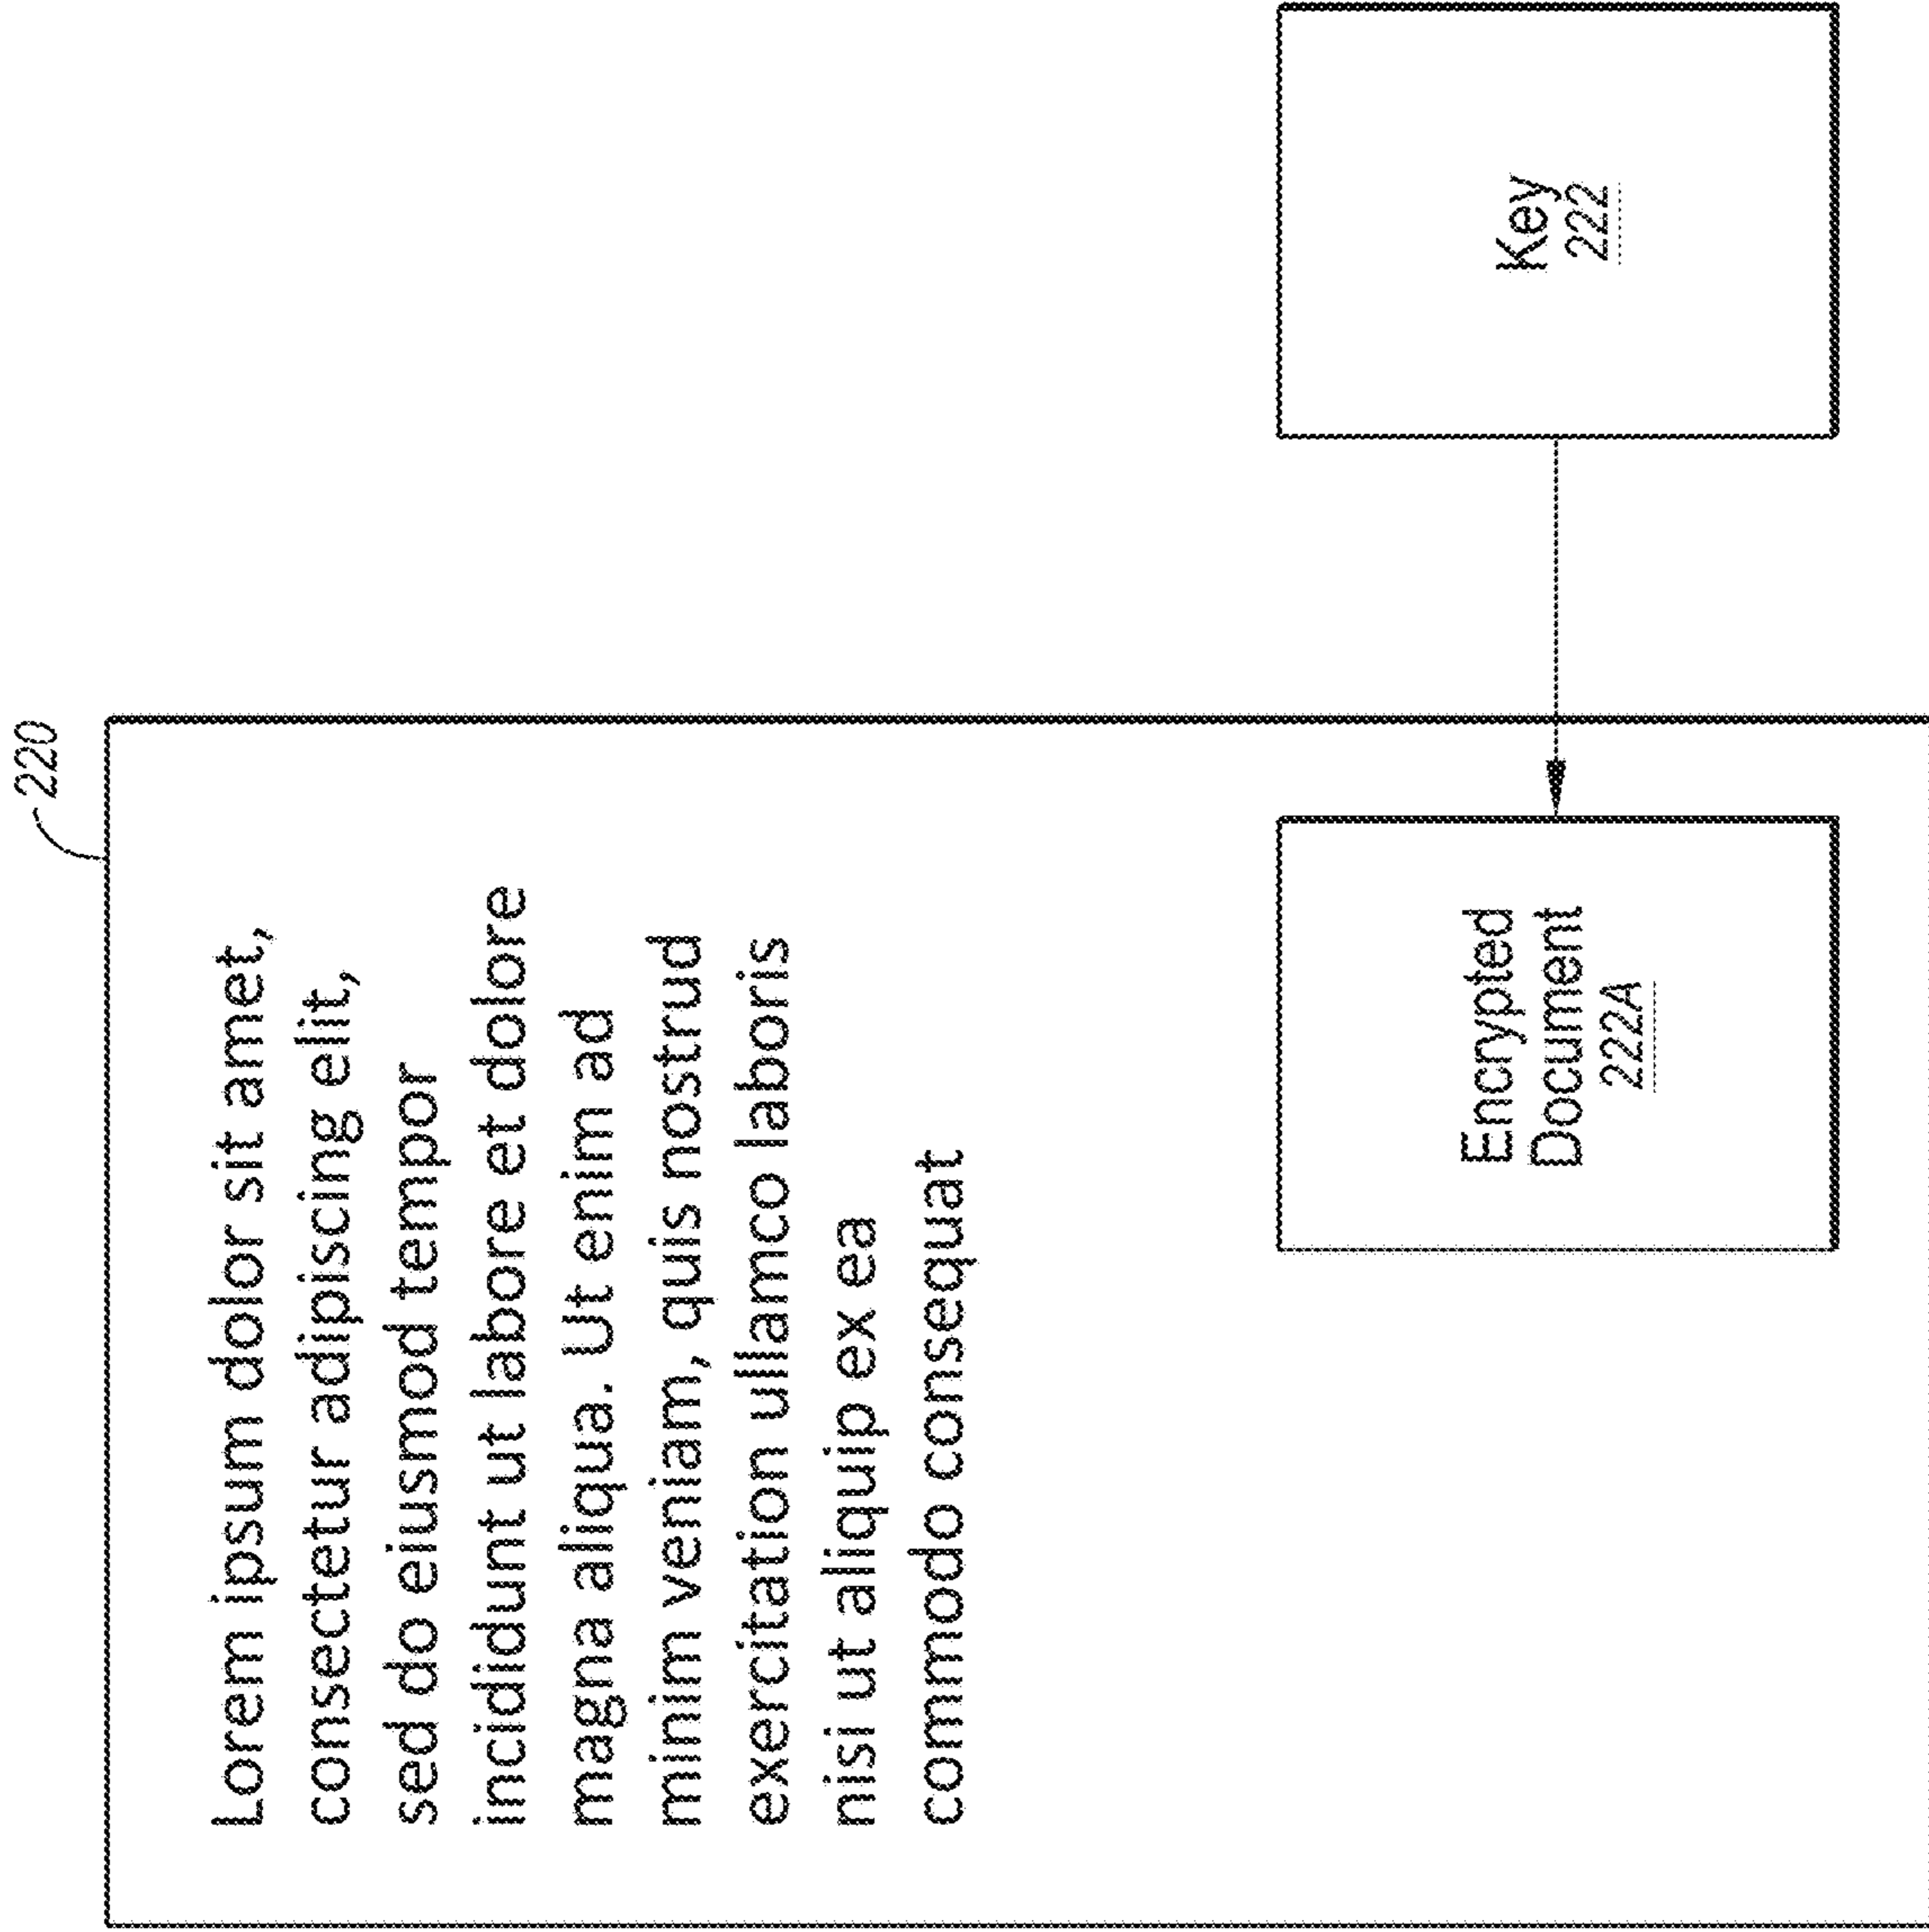 220
Lorem ipsum dolor sit amet,
consectetur adipiscing elit,
sed do eiusmod tempor
incididunt ut labore et dolore
magna aliqua. Ut enim ad
minim veniam, quis nostrud
exercitation ullamco laboris
nisi ut aliquip ex ea
commodo consequat
Encrypted
Document
222A
Key
222